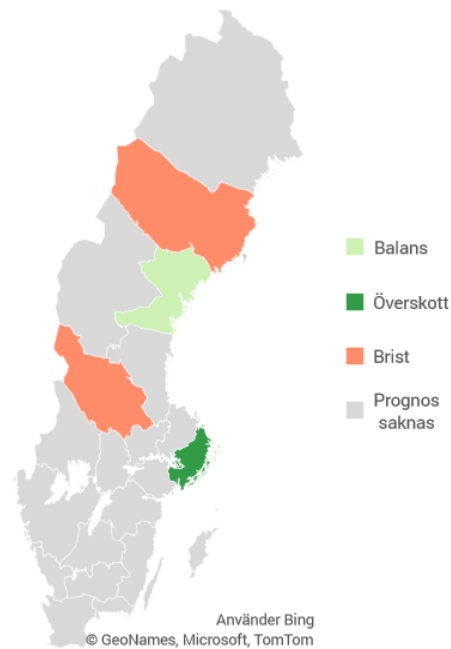 Balans
Överskott
Brist
Prognos
saknas
Använder Bing
© GeoNames, Microsoft, TomTom